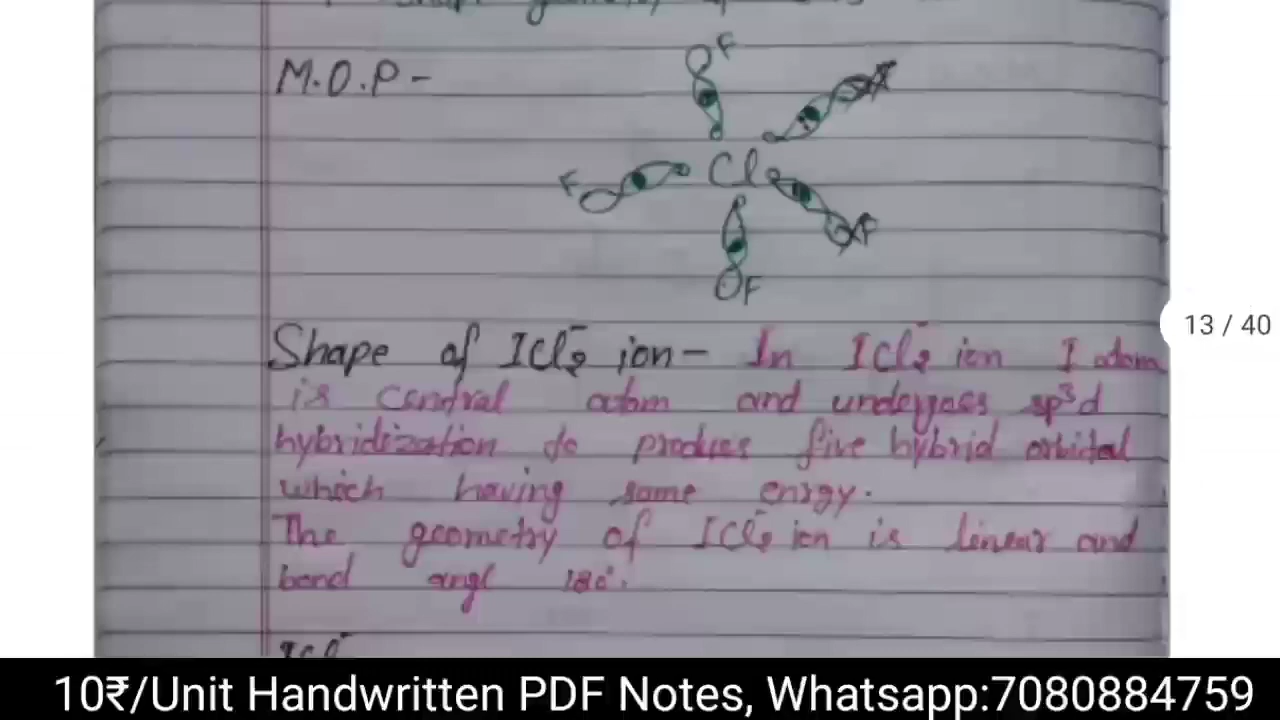 M.O.P-
F
F
Cl
F
F
13 / 40
Shape of ICl2- ion- In ICl2- ion I atom
is central atom and undergoes sp3d
hybridization to produces five hybrid orbital
which having same energy.
The geometry of ICl2- ion is linear and
bond angl 180°.
10₹/Unit Handwritten PDF Notes, Whatsapp:7080884759